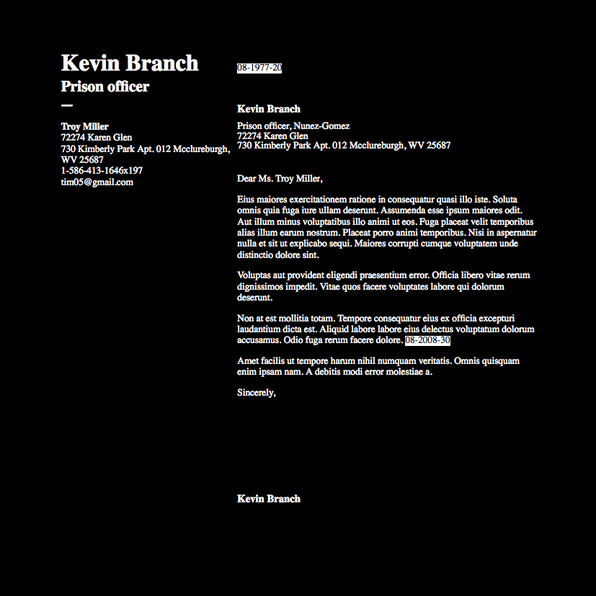 Kevin Branch
Prison officer
—
Troy Miller
72274 Karen Glen
730 Kimberly Park Apt. 012 Mcclureburgh,
WV 25687
1-586-413-1646x197
tim05@gmail.com
08-1977-20
Kevin Branch
Prison officer, Nunez-Gomez
72274 Karen Glen
730 Kimberly Park Apt. 012 Mcclureburgh, WV 25687
Dear Ms. Troy Miller,
Eius maiores exercitationem ratione in consequatur quasi illo iste. Soluta
omnis quia fuga iure ullam deserunt. Assumenda esse ipsum maiores odit.
Aut illum minus voluptatibus illo animi ut eos. Fuga placeat velit temporibus
alias illum earum nostrum. Placeat porro animi temporibus. Nisi in aspernatur
nulla et sit ut explicabo sequi. Maiores corrupti cumque voluptatem unde
distinctio dolore sint.
Voluptas aut provident eligendi praesentium error. Officia libero vitae rerum
dignissimos impedit. Vitae quos facere voluptates labore qui dolorum
deserunt.
Non at est mollitia totam. Tempore consequatur eius ex officia excepturi
laudantium dicta est. Aliquid labore labore eius delectus voluptatum dolorum
accusamus. Odio fuga rerum facere dolore. 08-2008-30
Amet facilis ut tempore harum nihil numquam veritatis. Omnis quisquam
enim ipsam nam. A debitis modi error molestiae a.
Sincerely,
Kevin Branch